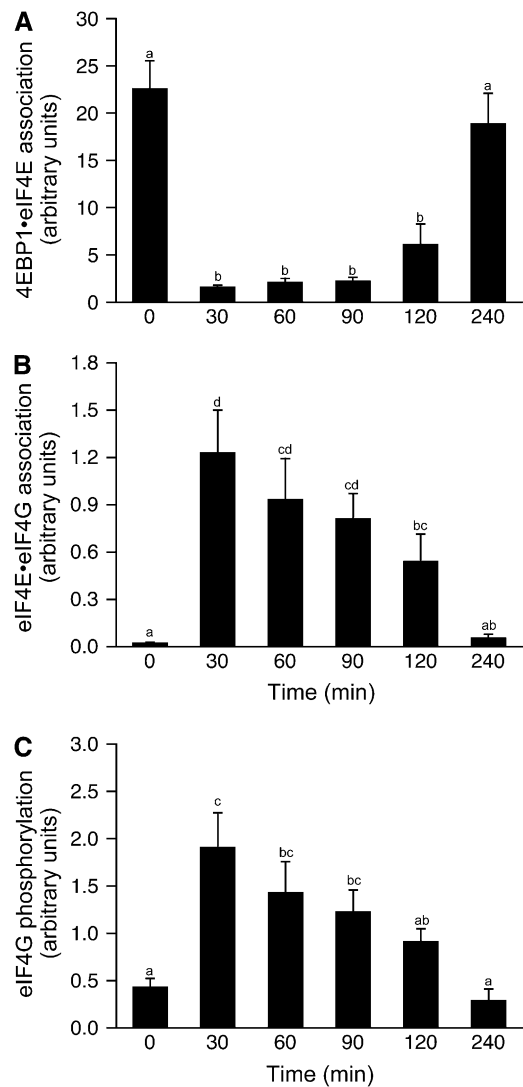 A
4EBP1•eIF4E association
(arbitrary units)
30
25
20
15
10
5
0
a
b
b
b
b
a
0 30 60 90 120 240
B
eIF4E•eIF4G association
(arbitrary units)
1.8
1.5
1.2
0.9
0.6
0.3
0.0
a
d
cd
cd
bc
ab
0 30 60 90 120 240
Time (min)
C
eIF4G phosphorylation
(arbitrary units)
3.0
2.5
2.0
1.5
1.0
0.5
0.0
a
c
bc
bc
ab
a
0 30 60 90 120 240
Time (min)